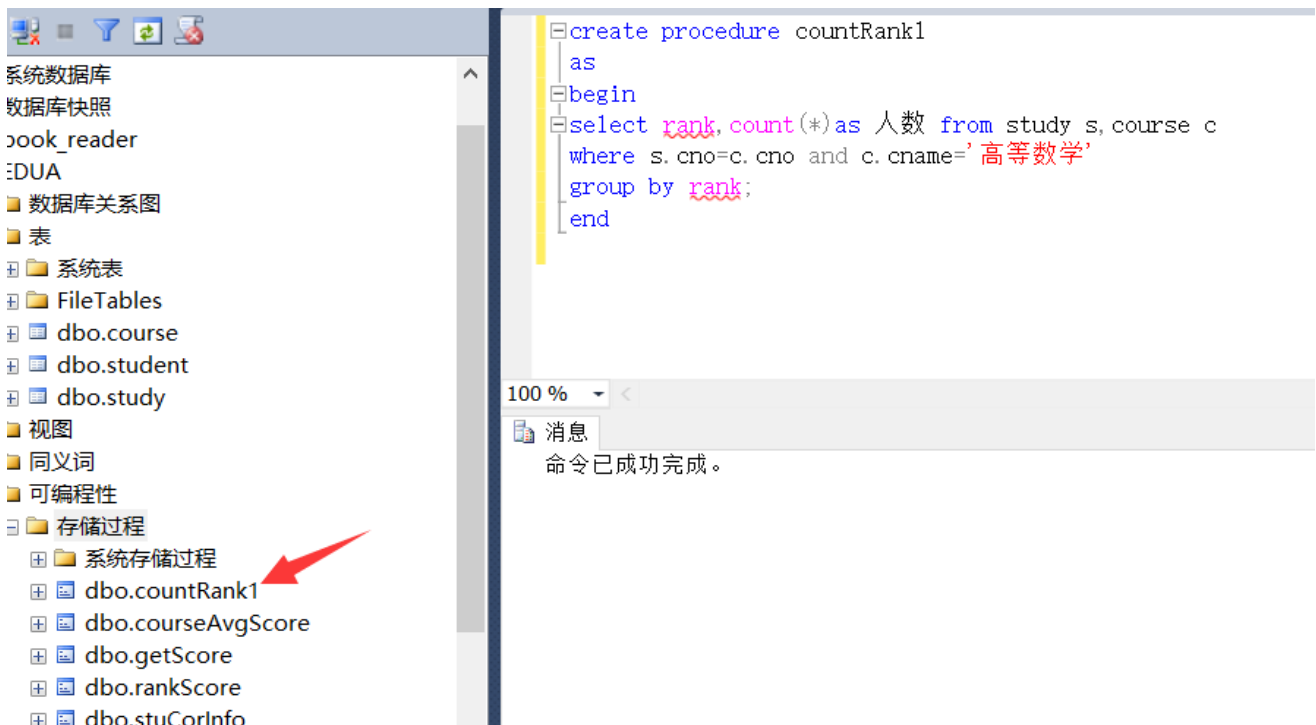 系统数据库
数据库快照
book_reader
EDUA
数据库关系图
表
系统表
FileTables
dbo.course
dbo.student
dbo.study
视图
同义词
可编程性
存储过程
系统存储过程
dbo.countRank1
dbo.courseAvgScore
dbo.getScore
dbo.rankScore
dbo.stuCorInfo
create procedure countRank1
as
begin
select rank,count(*)as 人数 from study s,course c
where s.cno=c.cno and c.cname='高等数学'
group by rank;
end
100 %
消息
命令已成功完成。